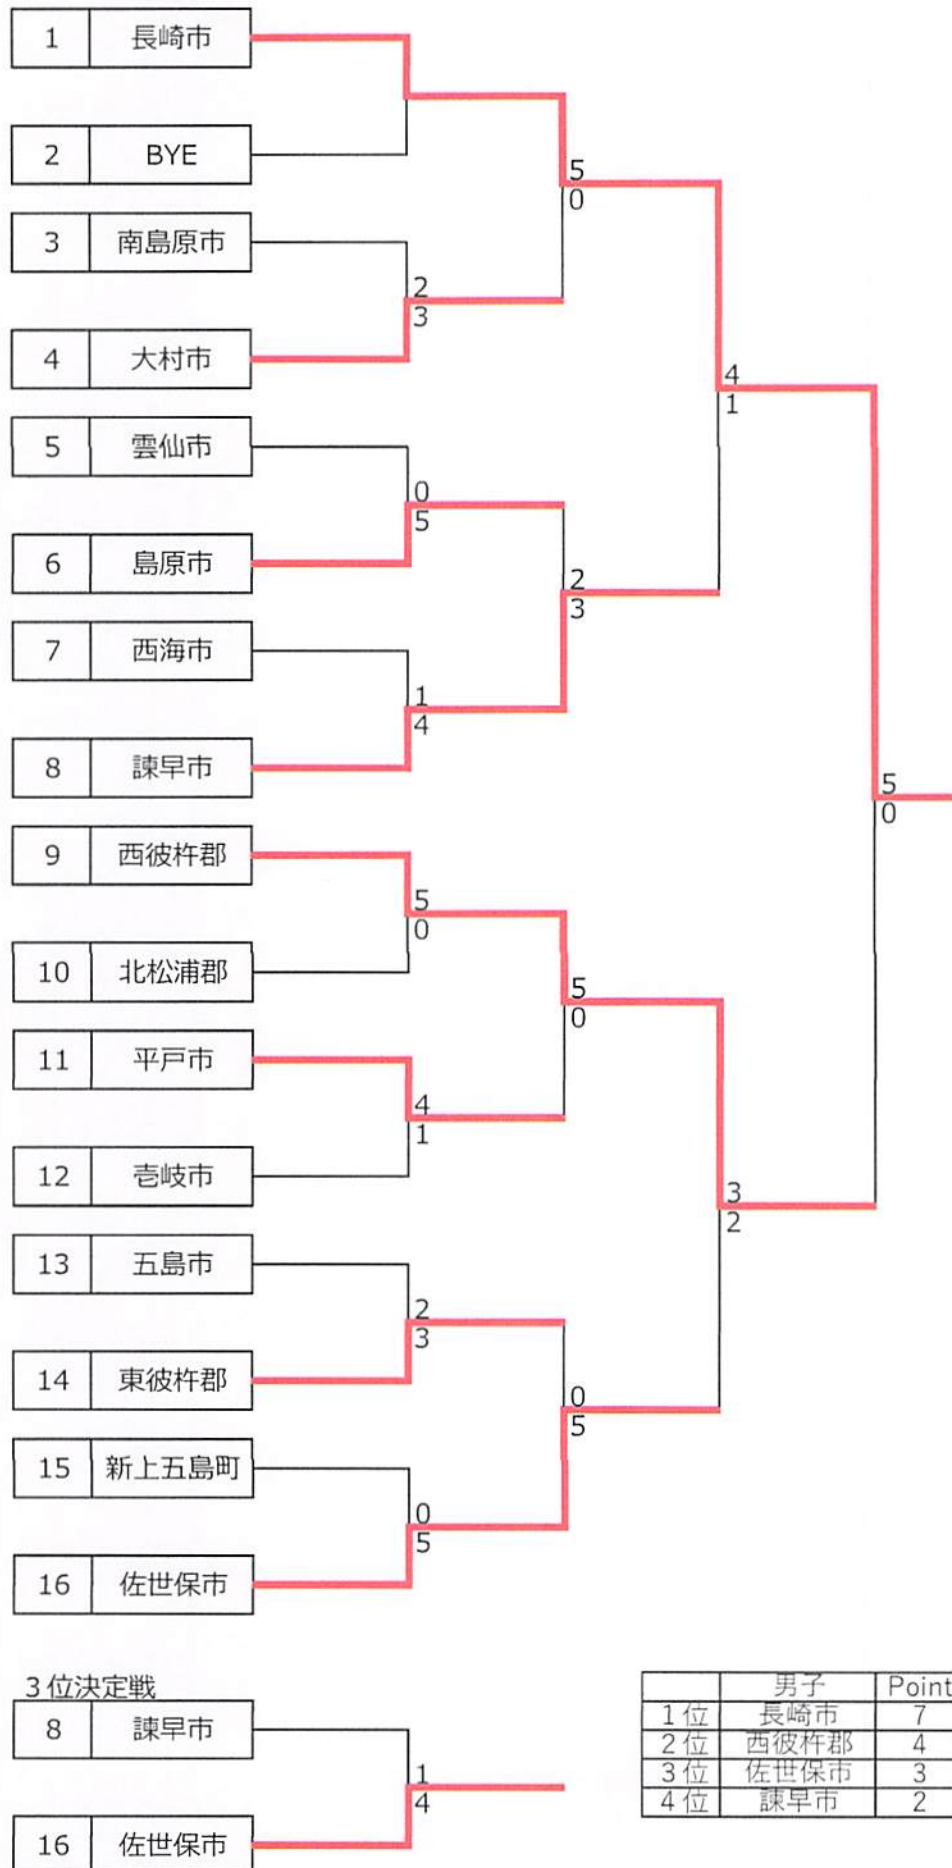 1 長崎市
2 BYE
5
0
3 南島原市
2
3
4 大村市
4
1
5 雲仙市
0
5
6 島原市
2
3
7 西海市
1
4
8 諫早市
5
0
9 西彼杵郡
5
0
10 北松浦郡
5
0
11 平戸市
4
1
12 壱岐市
3
2
13 五島市
2
3
14 東彼杵郡
0
5
15 新上五島町
0
5
16 佐世保市
3位決定戦
8 諫早市
1
4
16 佐世保市
男子 Point
1位 長崎市 7
2位 西彼杵郡 4
3位 佐世保市 3
4位 諫早市 2